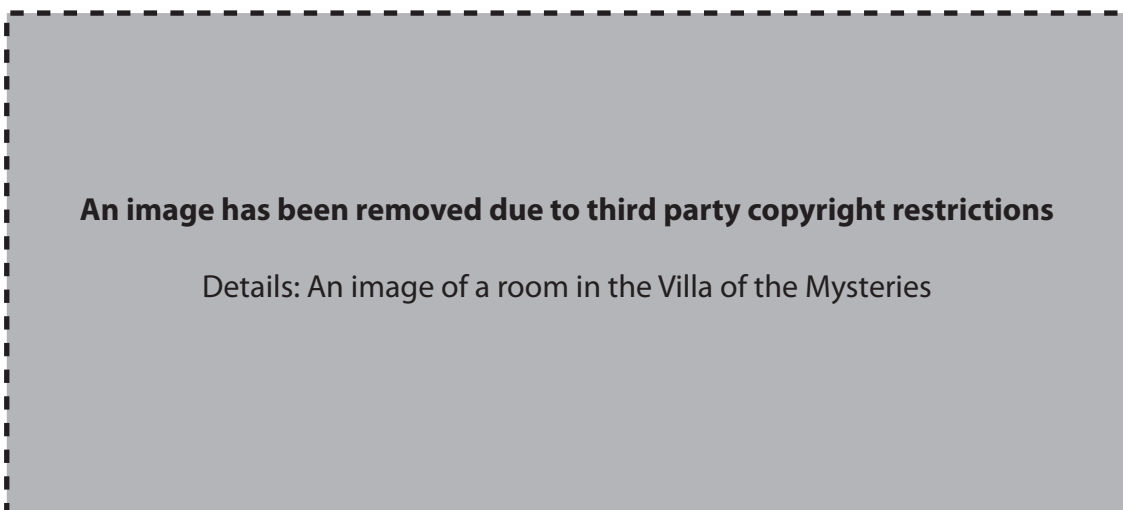 An image has been removed due to third party copyright restrictions
Details: An image of a room in the Villa of the Mysteries